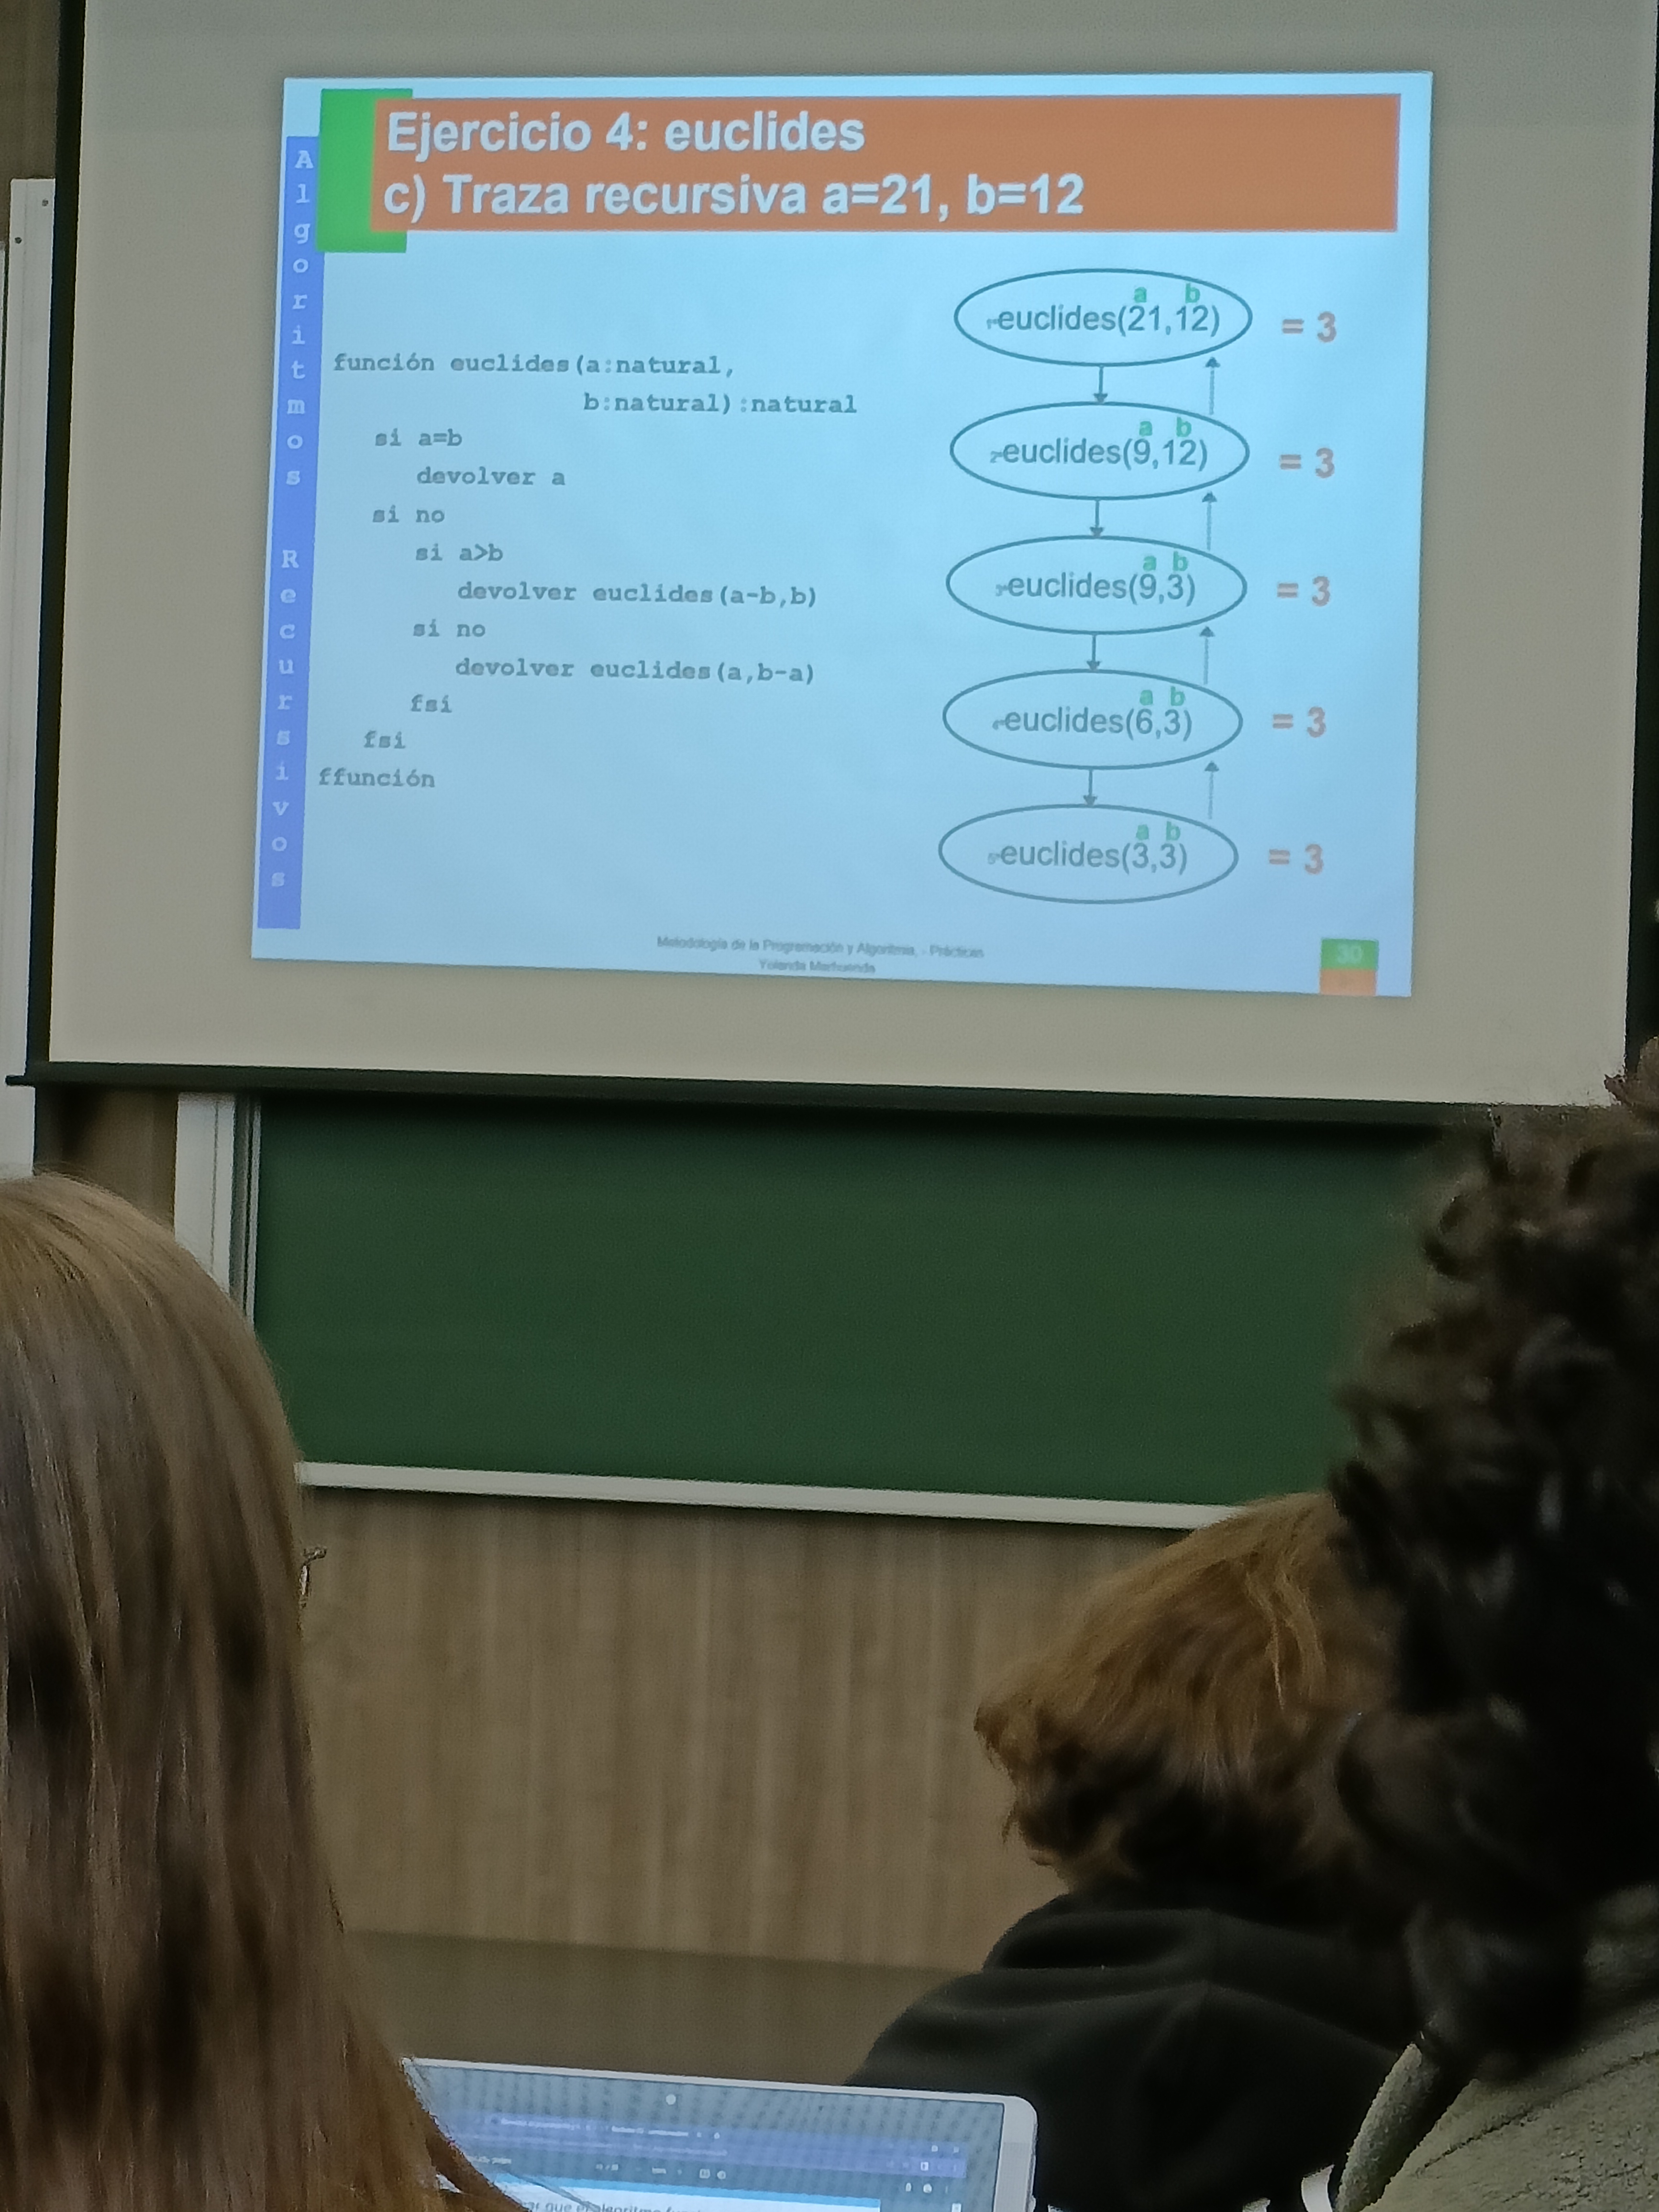 Ejercicio 4: euclides
c) Traza recursiva a=21, b=12
Algoritmos Recursivos
función euclides(a:natural,
b:natural):natural
si a=b
devolver a
si no
si a>b
devolver euclides(a-b,b)
si no
devolver euclides(a,b-a)
fsi
fsi
ffunción
a b
1-euclides(21,12) = 3
a b
2-euclides(9,12) = 3
a b
3-euclides(9,3) = 3
a b
4-euclides(6,3) = 3
a b
5-euclides(3,3) = 3
Metodología de la Programación y Algoritmia, - Prácticas
Yolanda Marhuenda
30